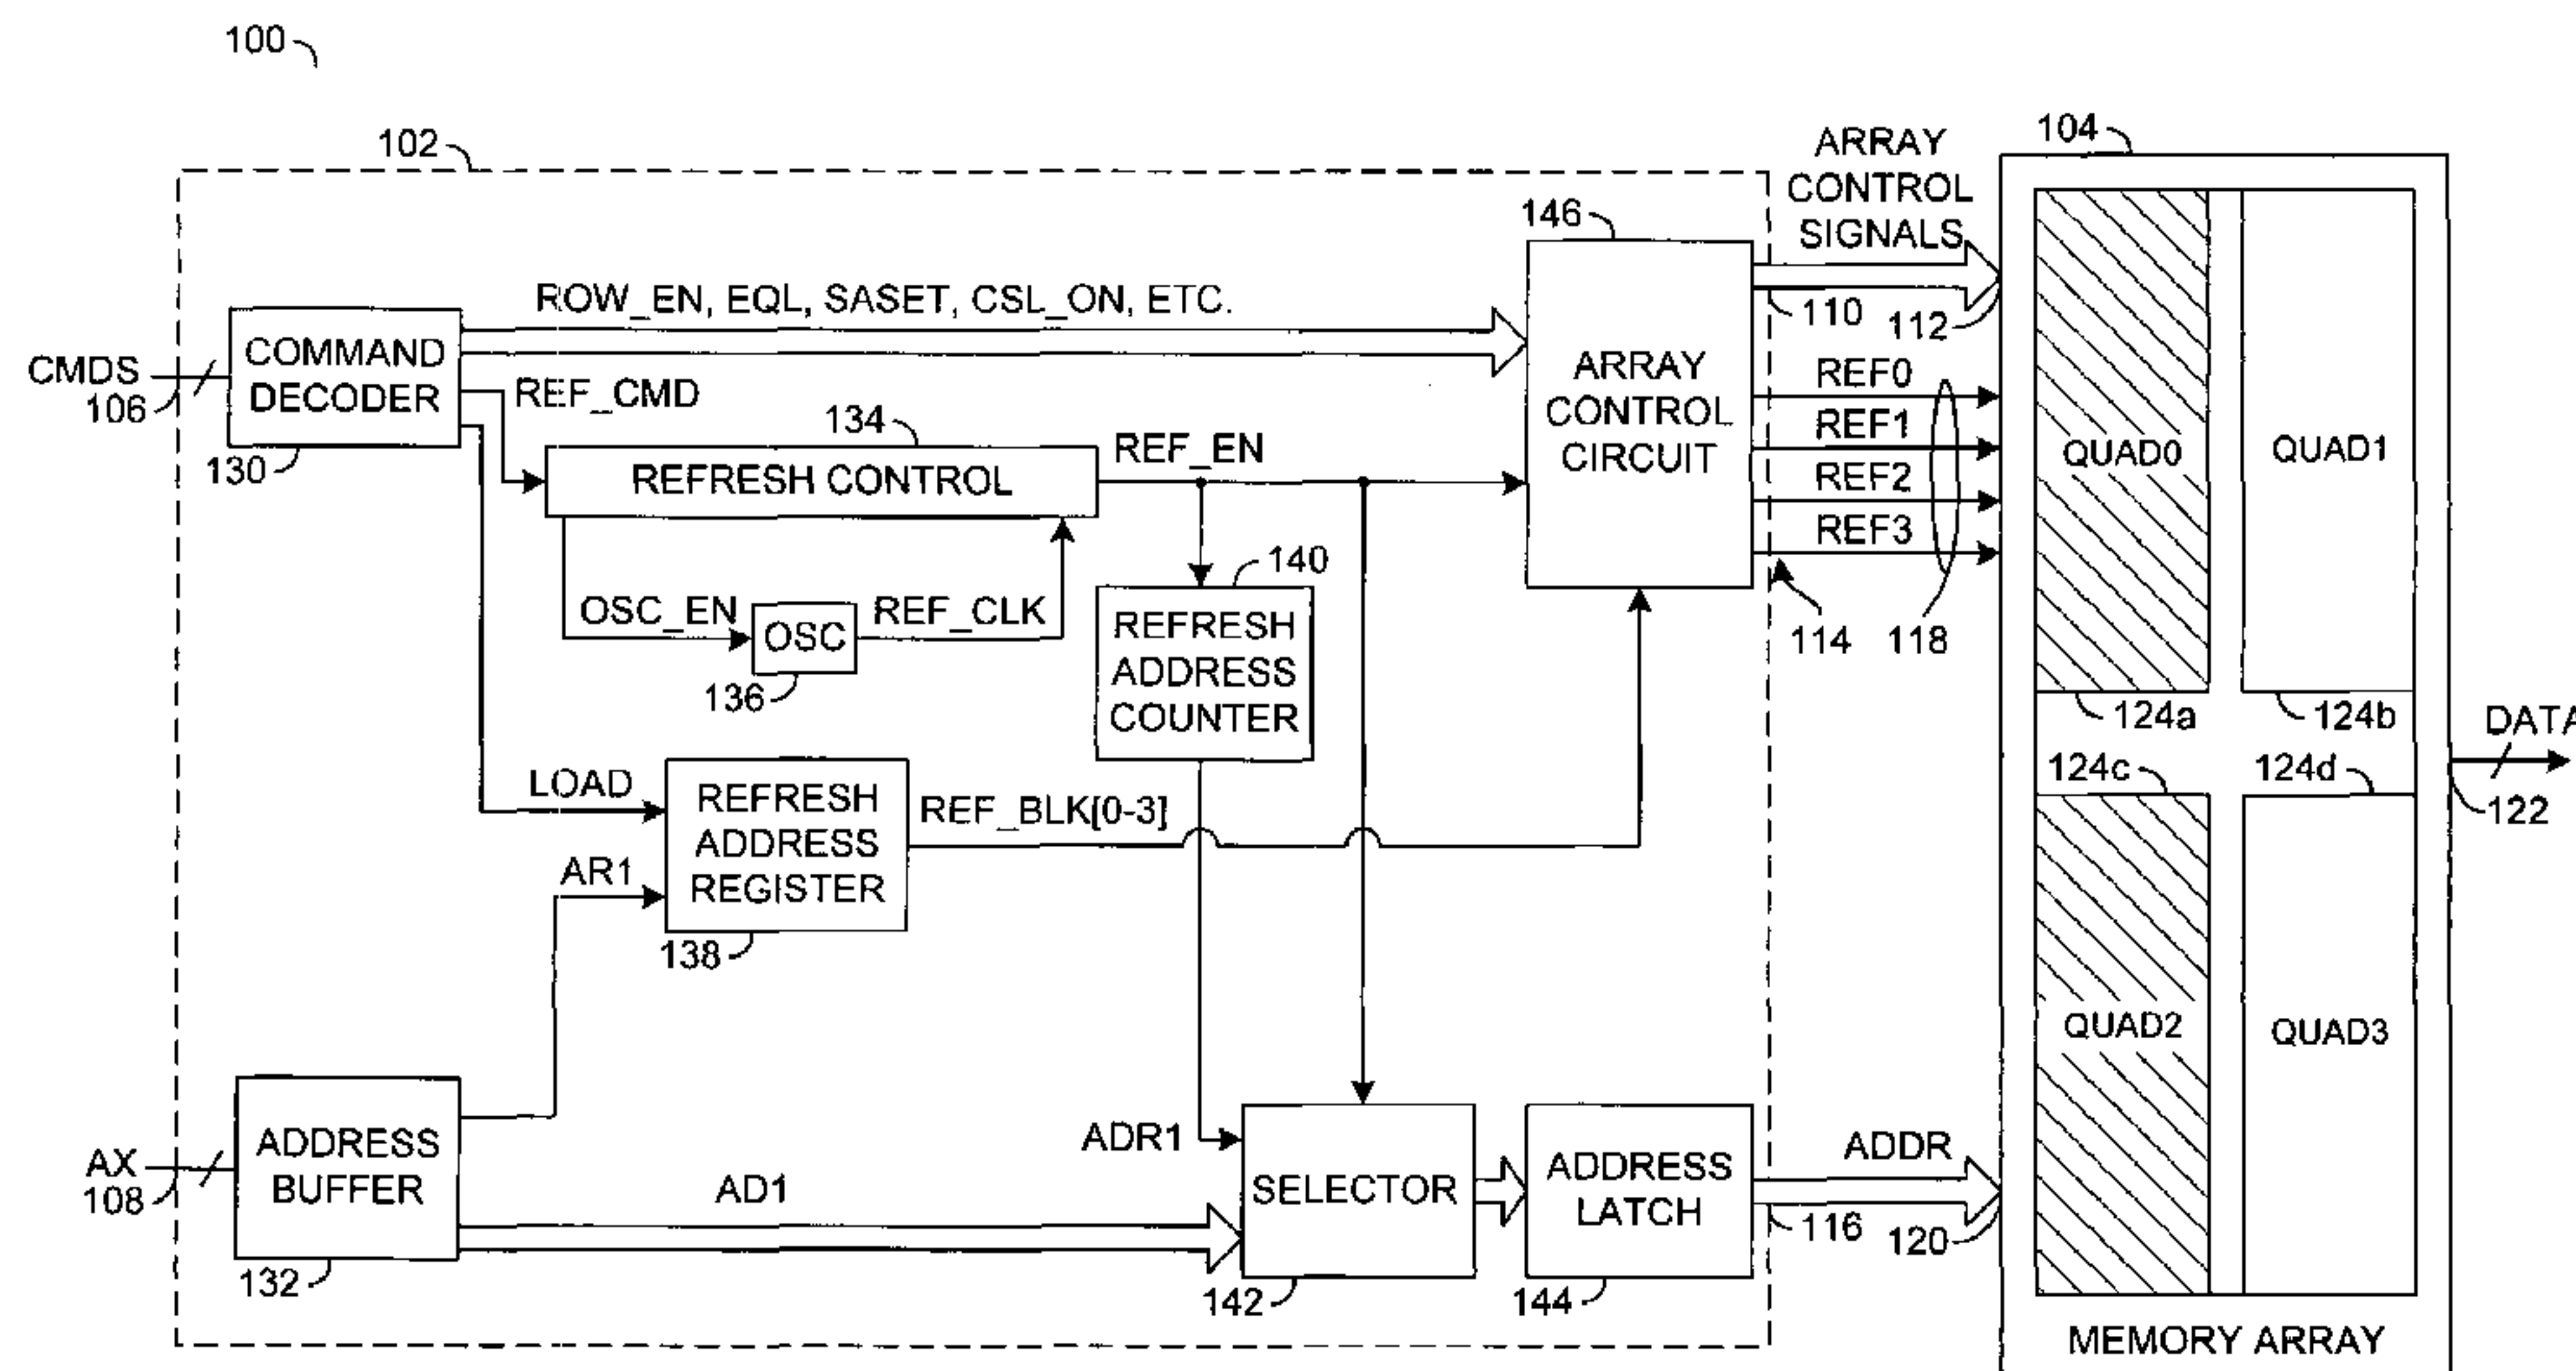 100
102
104
ARRAY
CONTROL
SIGNALS
146
ROW_EN, EQL, SASET, CSL_ON, ETC.
110
112
CMDS
106
COMMAND
DECODER
130
REF_CMD
134
REFRESH CONTROL
REF_EN
ARRAY
CONTROL
CIRCUIT
REF0
REF1
REF2
REF3
114
118
QUAD0
QUAD1
OSC_EN
OSC
REF_CLK
136
140
REFRESH
ADDRESS
COUNTER
124a
124b
DATA
122
124c
124d
LOAD
AR1
REFRESH
ADDRESS
REGISTER
138
REF_BLK[0-3]
QUAD2
QUAD3
AX
108
ADDRESS
BUFFER
132
AD1
ADR1
SELECTOR
142
ADDRESS
LATCH
144
ADDR
116
120
MEMORY ARRAY